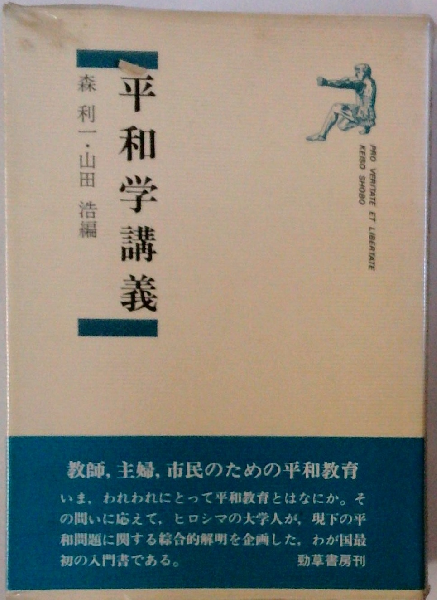 平和学講義
森 利一・山田 浩編
PRO VERITATE ET LIBERTATE
KEISO SHOBO
教師，主婦，市民のための平和教育
いま，われわれにとって平和教育とはなにか。そ
の問いに応えて，ヒロシマの大学人が，現下の平
和問題に関する綜合的解明を企画した，わが国最
初の入門書である。 勁草書房刊